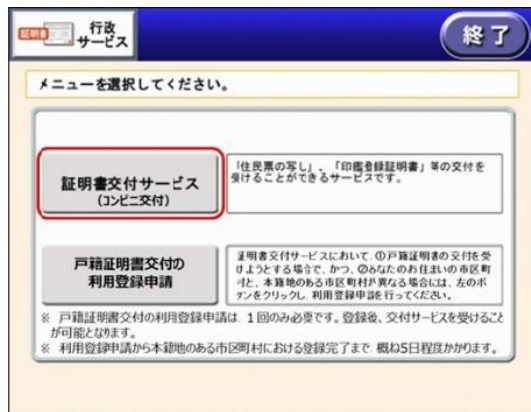 証明書
行政
サービス
終了
メニューを選択してください。
証明書交付サービス
(コンビニ交付)
「住民票の写し」、「印鑑登録証明書」等の交付を
受けることができるサービスです。
戸籍証明書交付の
利用登録申請
証明書交付サービスにおいて、①戸籍証明書の交付を受
けようとする場合で、かつ、②あなたのお住まいの市区町
村と、本籍地のある市区町村が異なる場合には、左のボ
タンをクリックし、利用登録申請を行ってください。
※ 戸籍証明書交付の利用登録申請は、1回のみ必要です。登録後、交付サービスを受けること
が可能となります。
※ 利用登録申請から本籍地のある市区町村における登録完了まで、概ね5日程度かかります。